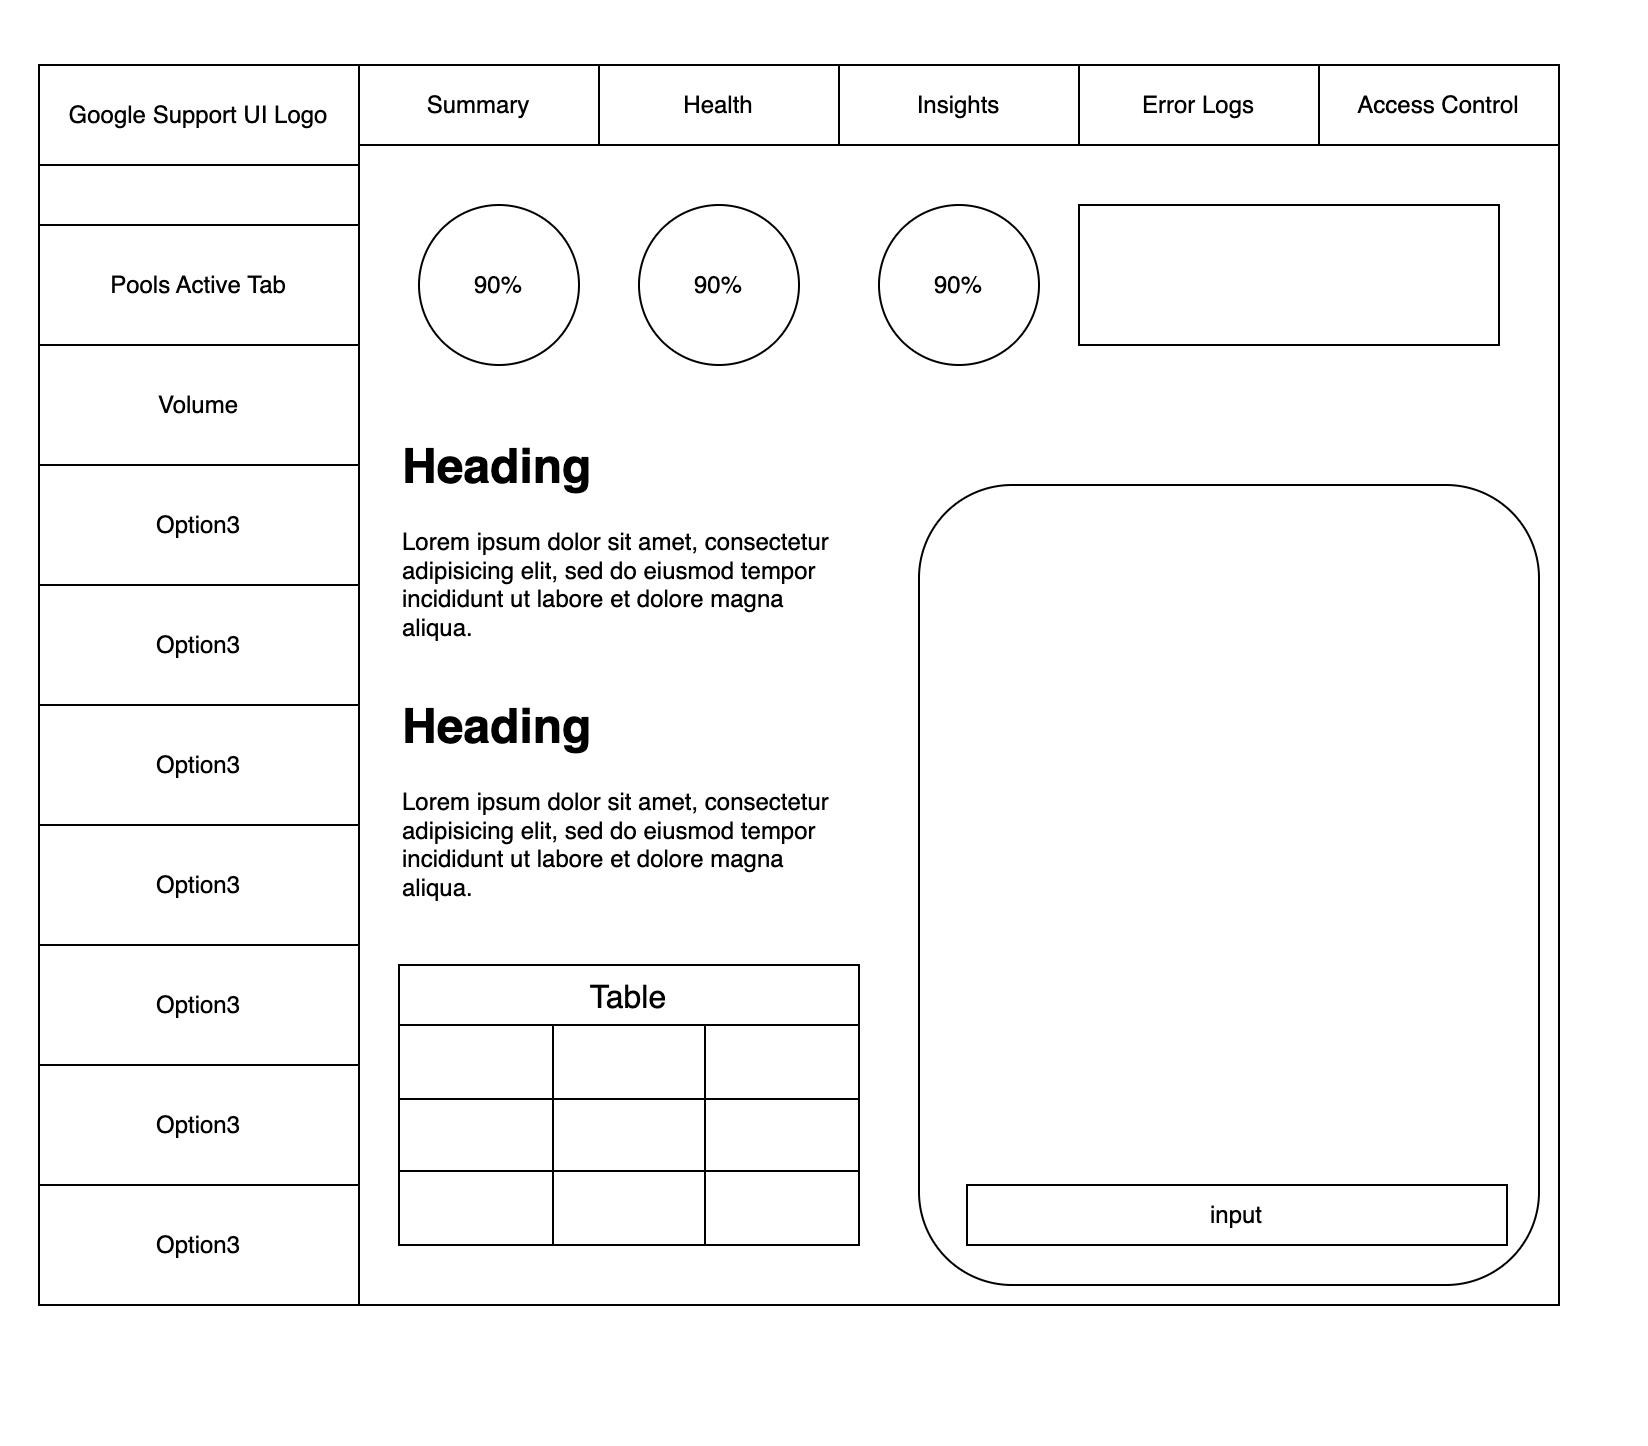 Google Support UI Logo
Summary
Health
Insights
Error Logs
Access Control
Pools Active Tab
Volume
Option3
Option3
Option3
Option3
Option3
Option3
Option3
90%
90%
90%
Heading
Lorem ipsum dolor sit amet, consectetur
adipisicing elit, sed do eiusmod tempor
incididunt ut labore et dolore magna
aliqua.
Heading
Lorem ipsum dolor sit amet, consectetur
adipisicing elit, sed do eiusmod tempor
incididunt ut labore et dolore magna
aliqua.
Table
input